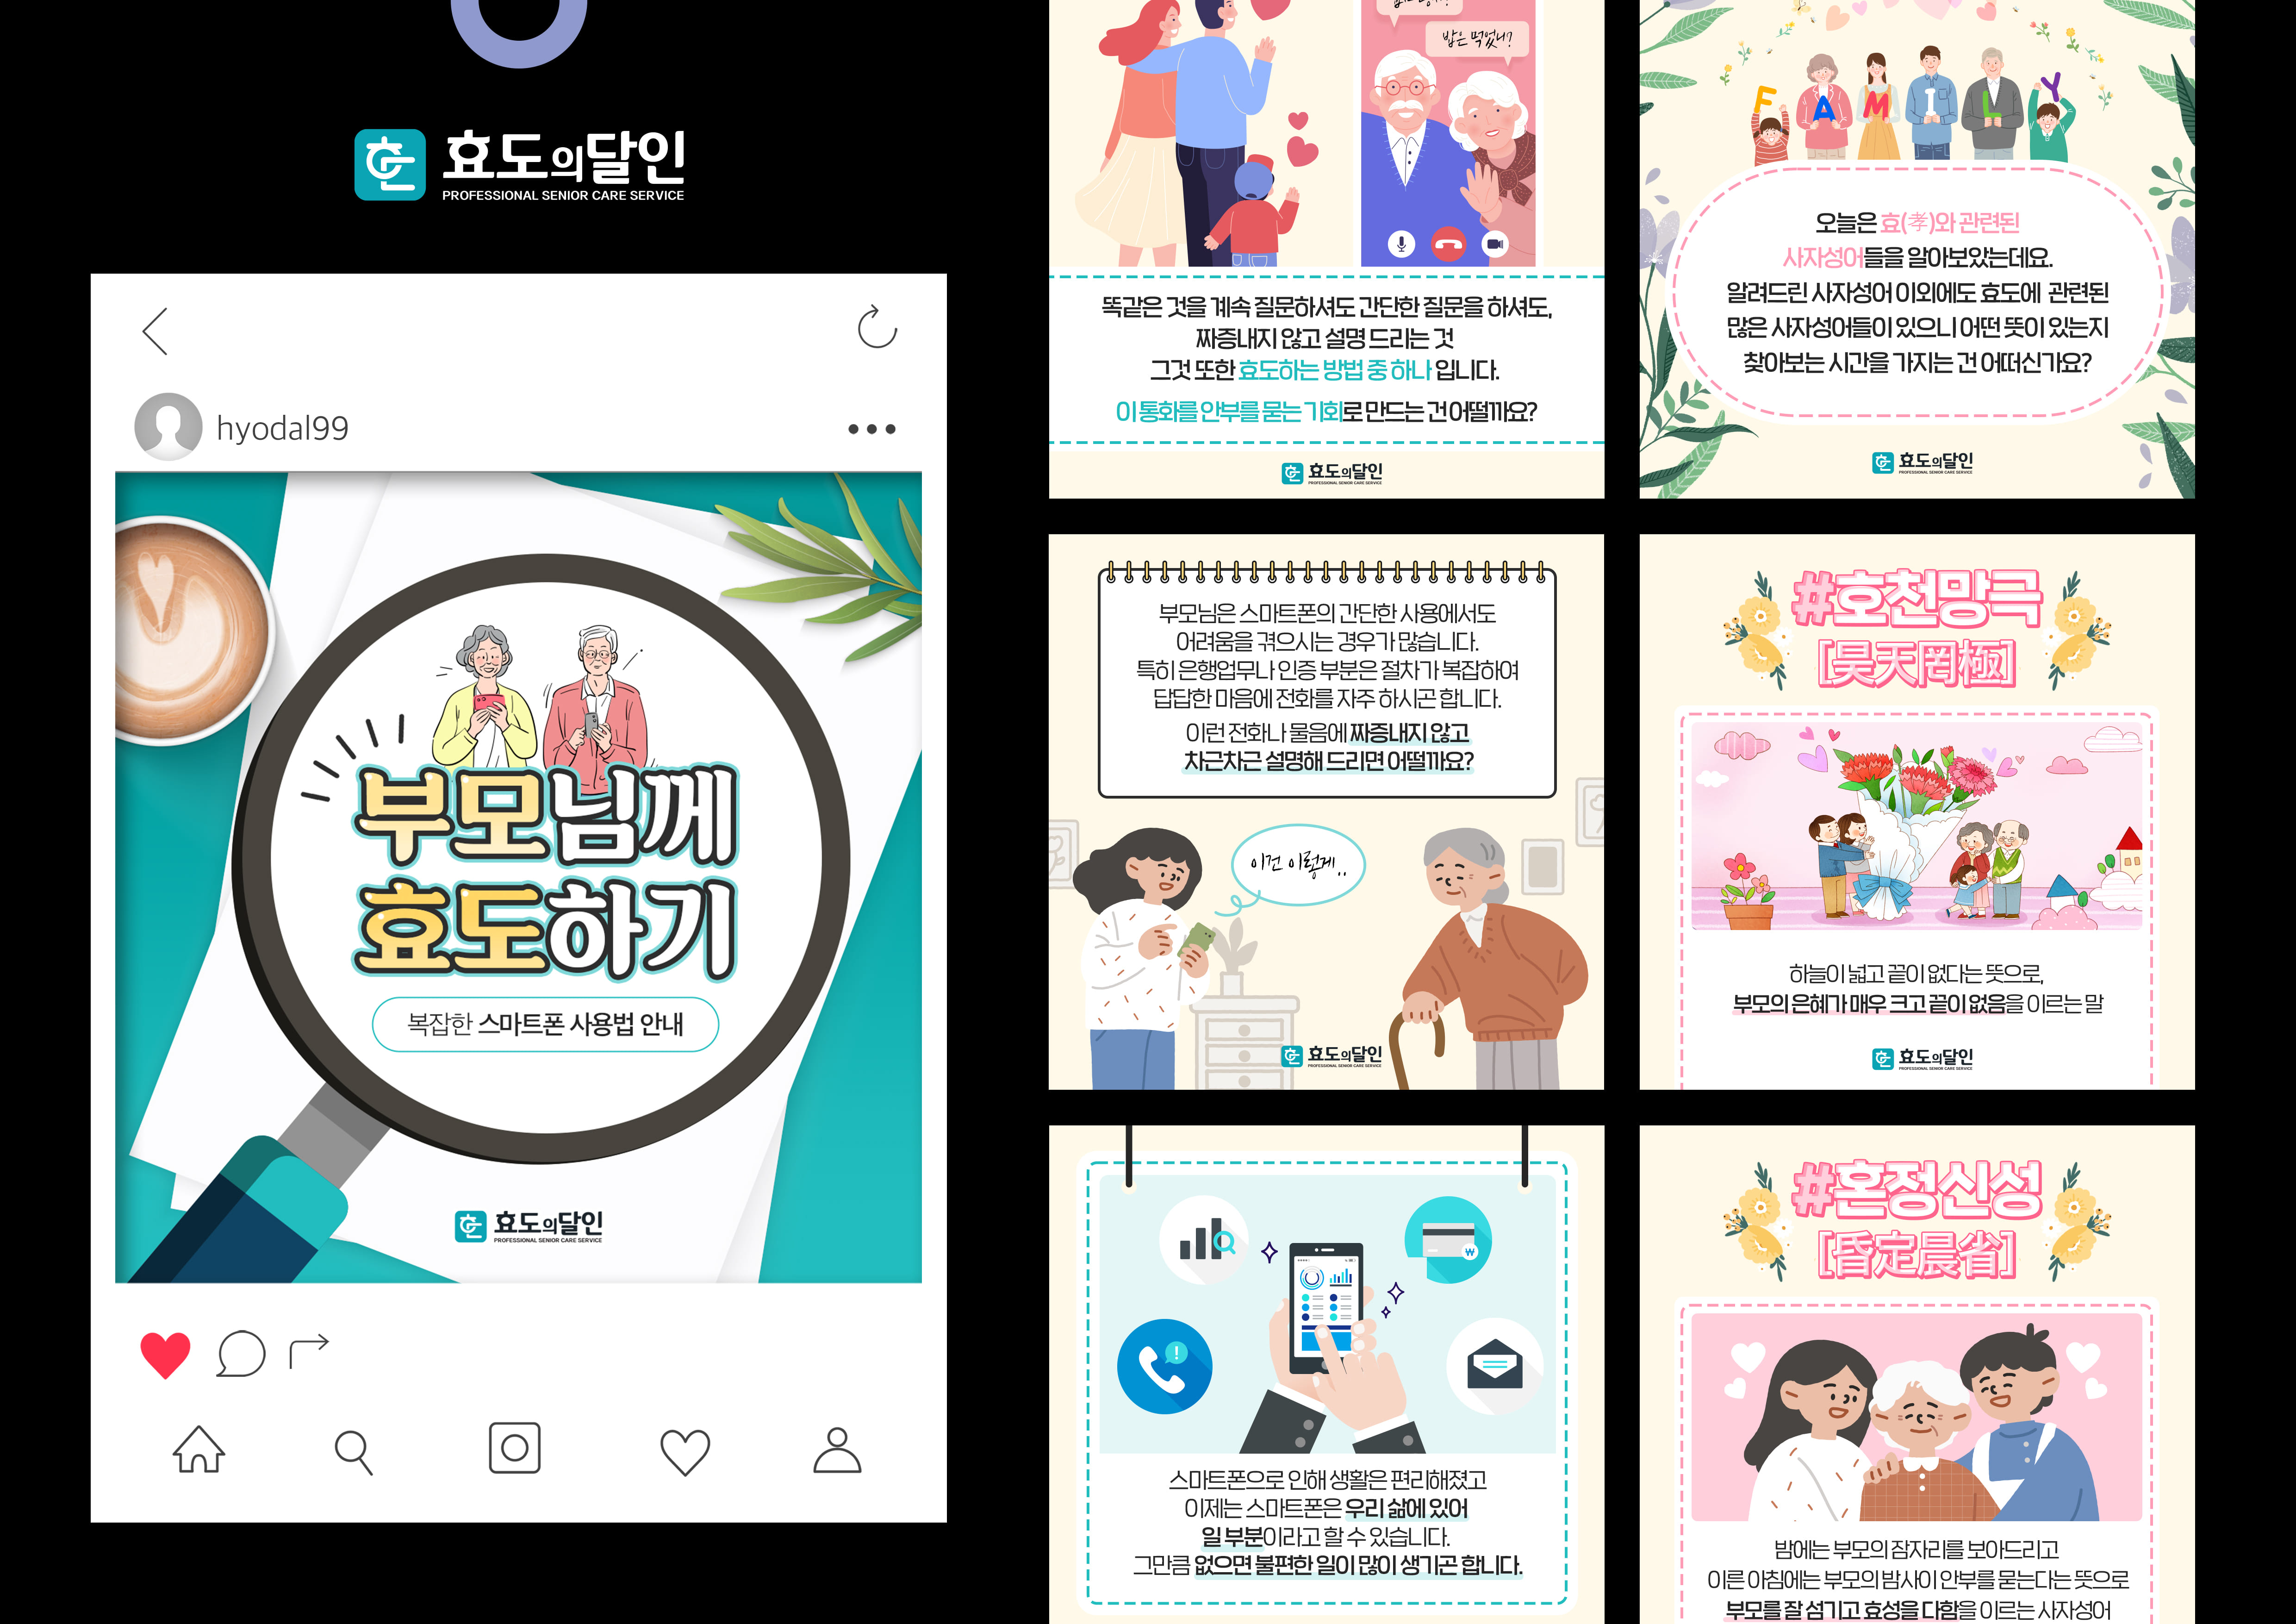 효도의달인
PROFESSIONAL SENIOR CARE SERVICE
hyodal99
부모님께
효도하기
복잡한 스마트폰 사용법 안내
효도의달인
PROFESSIONAL SENIOR CARE SERVICE
밥은 먹었니?
똑같은 것을 계속 질문하셔도 간단한 질문을 하셔도,
짜증내지 않고 설명 드리는 것
그것 또한 효도하는 방법 중 하나 입니다.
이 통화를 안부를 묻는 기회로 만드는 건 어떨까요?
효도의달인
PROFESSIONAL SENIOR CARE SERVICE
부모님은 스마트폰의 간단한 사용에서도
어려움을 겪으시는 경우가 많습니다.
특히 은행업무나 인증 부분은 절차가 복잡하여
답답한 마음에 전화를 자주 하시곤 합니다.
이런 전화나 물음에 짜증내지 않고
차근차근 설명해 드리면 어떨까요?
이건 이렇게..
효도의달인
PROFESSIONAL SENIOR CARE SERVICE
스마트폰으로 인해 생활은 편리해졌고
이제는 스마트폰은 우리 삶에 있어
일 부분이라고 할 수 있습니다.
그만큼 없으면 불편한 일이 많이 생기곤 합니다.
FAMILY
오늘은 효(孝)와 관련된
사자성어들을 알아보았는데요.
알려드린 사자성어 이외에도 효도에 관련된
많은 사자성어들이 있으니 어떤 뜻이 있는지
찾아보는 시간을 가지는 건 어떠신가요?
효도의달인
PROFESSIONAL SENIOR CARE SERVICE
#호천망극
[昊天罔極]
하늘이 넓고 끝이 없다는 뜻으로,
부모의 은혜가 매우 크고 끝이 없음을 이르는 말
효도의달인
PROFESSIONAL SENIOR CARE SERVICE
#혼정신성
[昏定晨省]
밤에는 부모의 잠자리를 보아드리고
이른 아침에는 부모의 밤사이 안부를 묻는다는 뜻으로
부모를 잘 섬기고 효성을 다함을 이르는 사자성어